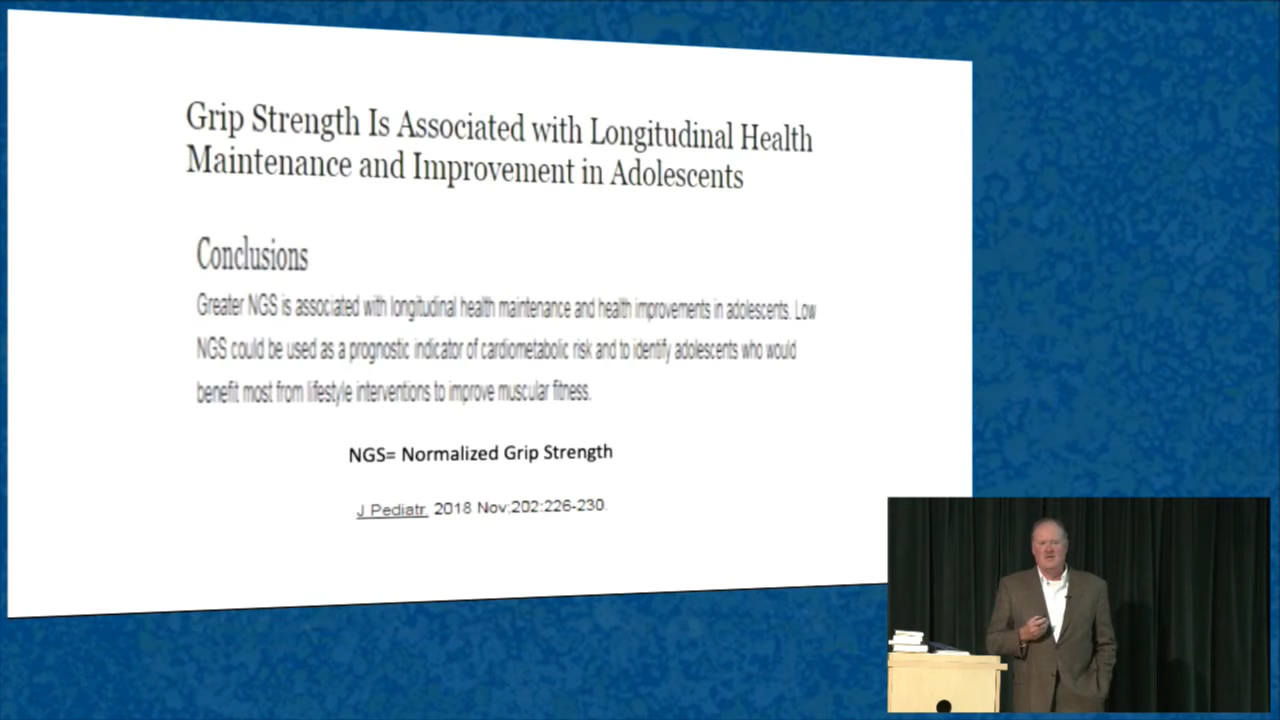 Grip Strength Is Associated with Longitudinal Health
Maintenance and Improvement in Adolescents
Conclusions
Greater NGS is associated with longitudinal health maintenance and health improvements in adolescents. Low
NGS could be used as a prognostic indicator of cardiometabolic risk and to identify adolescents who would
benefit most from lifestyle interventions to improve muscular fitness.
NGS= Normalized Grip Strength
J Pediatr. 2018 Nov;202:226-230.